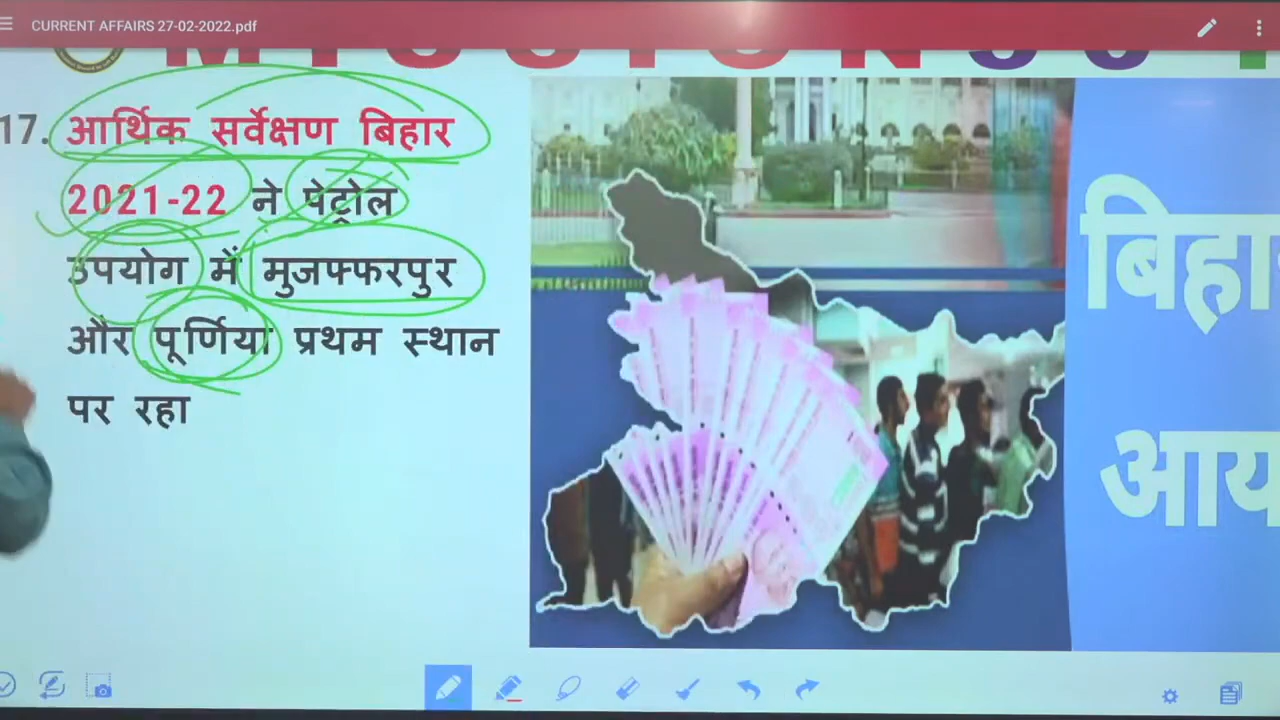 CURRENT AFFAIRS 27-02-2022.pdf
17. आर्थिक सर्वेक्षण बिहार
2021-22 ने पेट्रोल
उपयोग में मुजफ्फरपुर
और पूर्णिया प्रथम स्थान
पर रहा